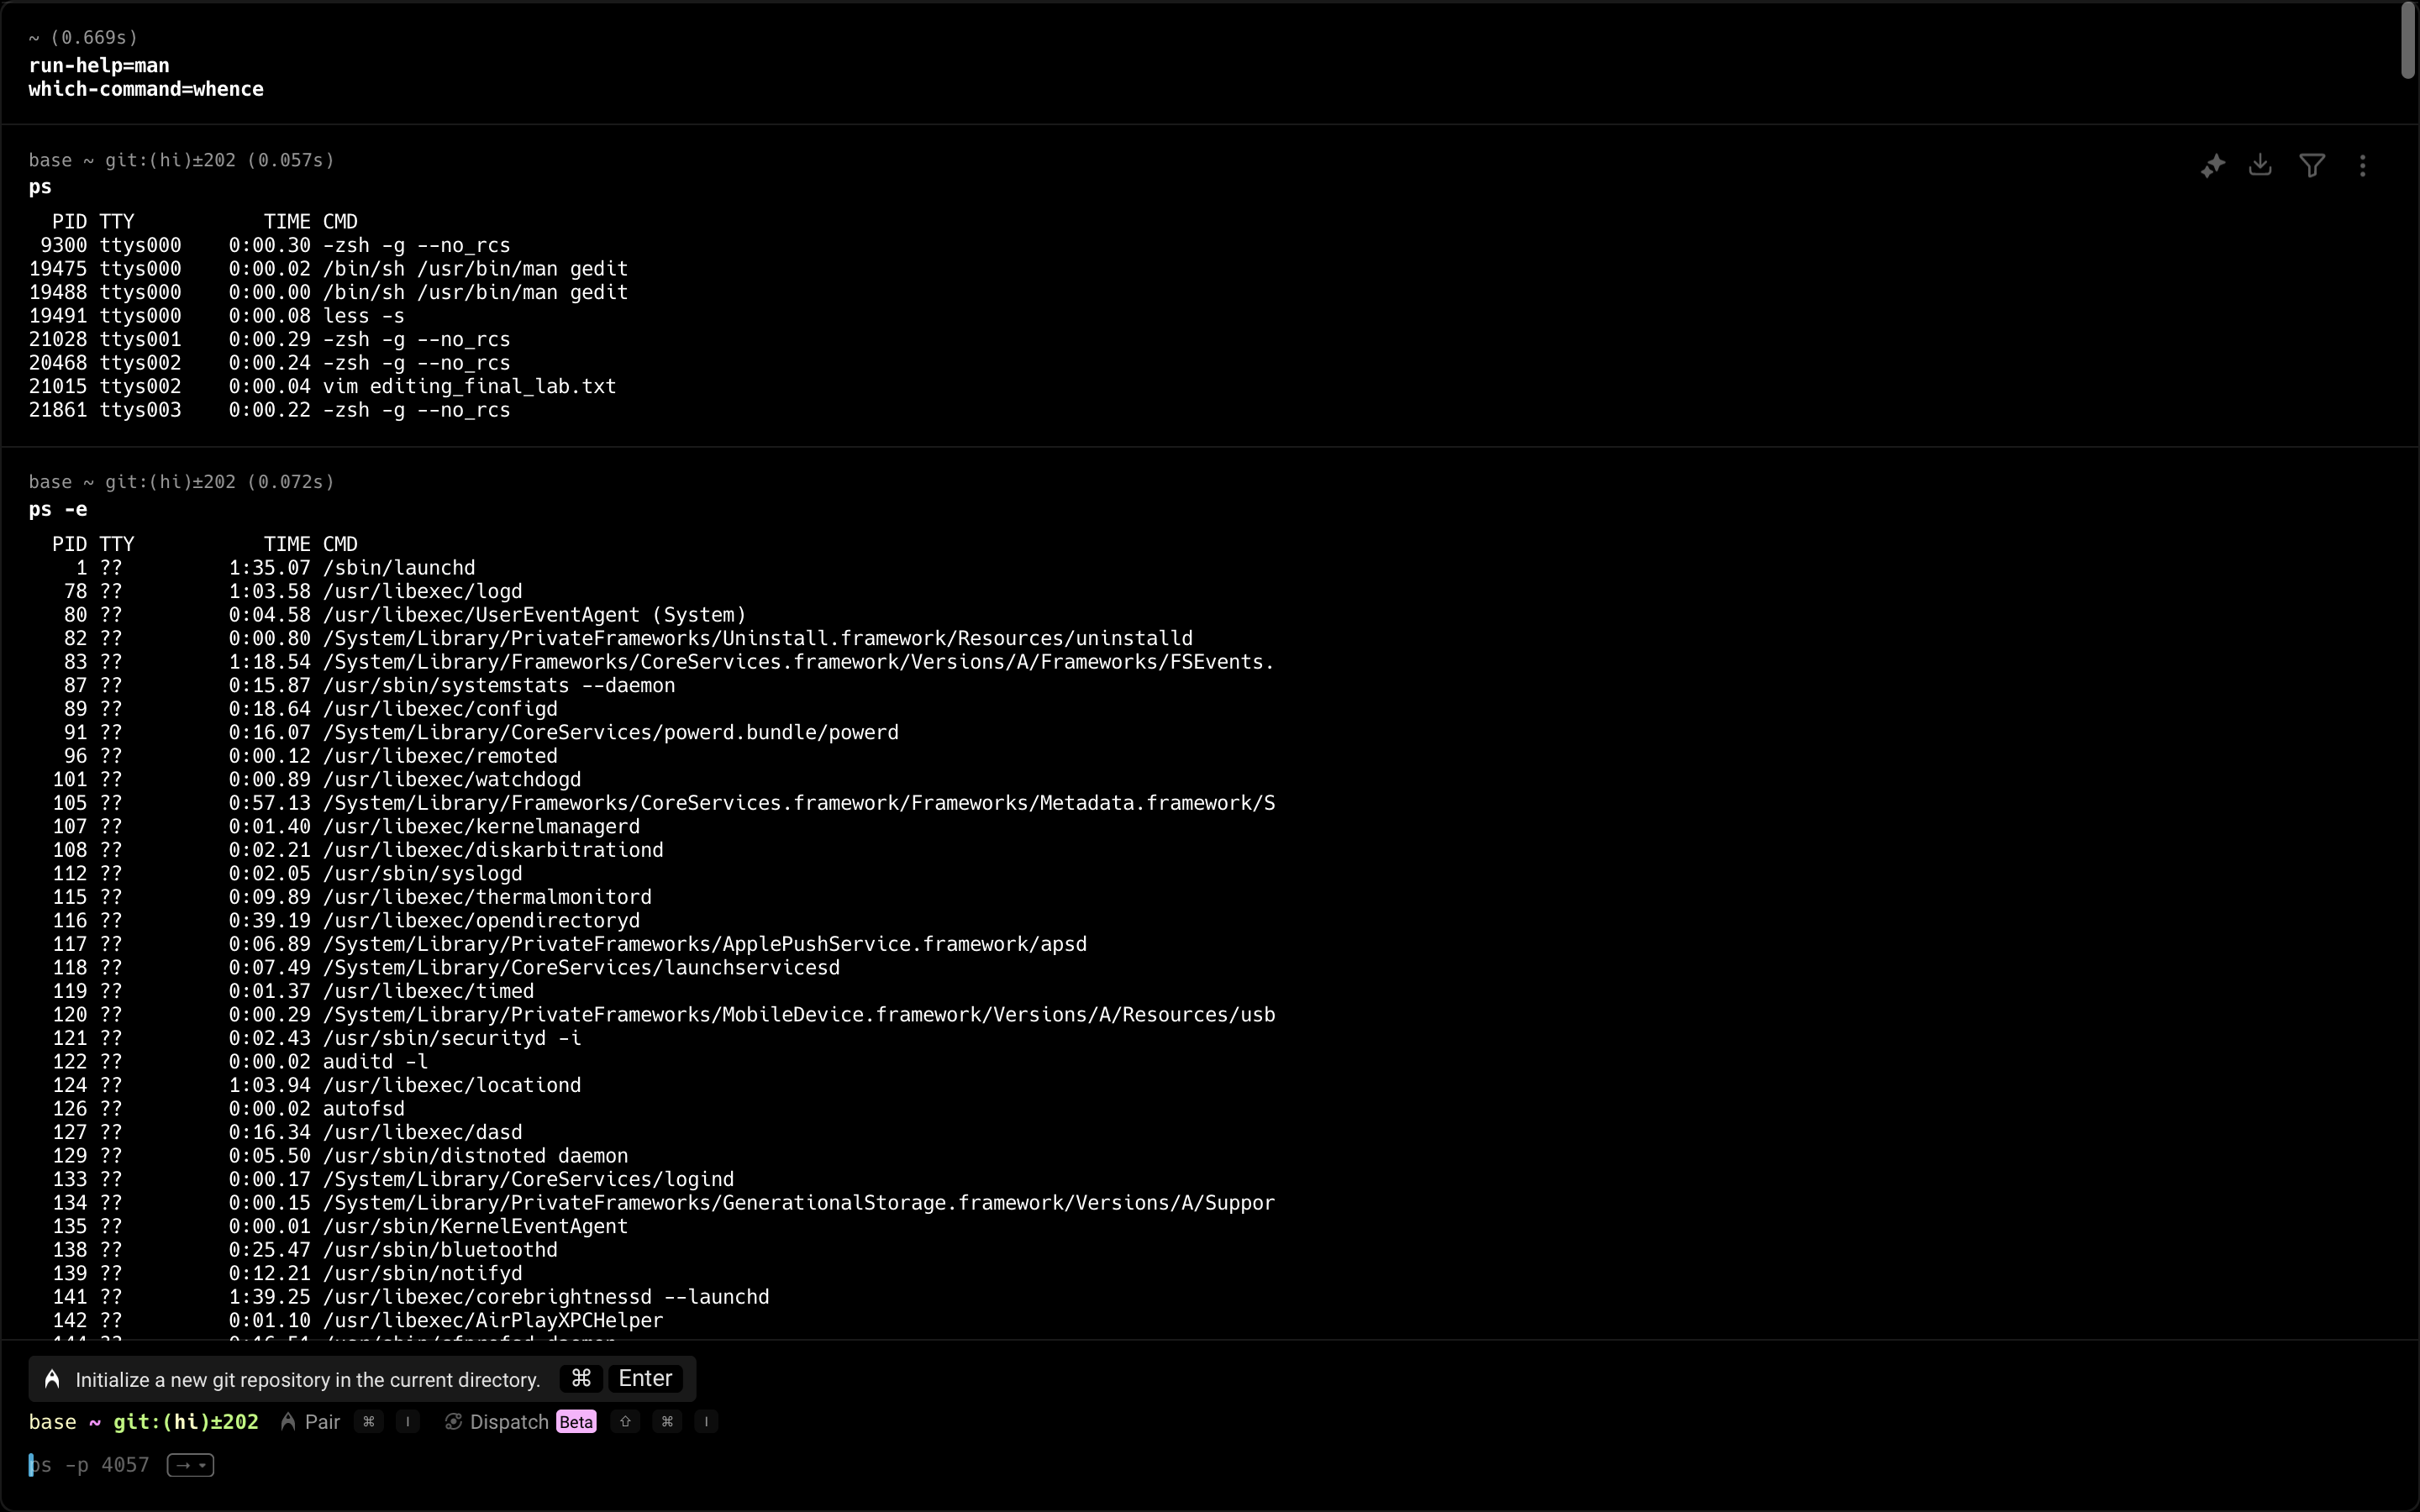 ~ (0.669s)
run-help=man
which-command=whence
base ~ git:(hi)±202 (0.057s)
ps
  PID TTY           TIME CMD
 9300 ttys000    0:00.30 -zsh -g --no_rcs
19475 ttys000    0:00.02 /bin/sh /usr/bin/man gedit
19488 ttys000    0:00.00 /bin/sh /usr/bin/man gedit
19491 ttys000    0:00.08 less -s
21028 ttys001    0:00.29 -zsh -g --no_rcs
20468 ttys002    0:00.24 -zsh -g --no_rcs
21015 ttys002    0:00.04 vim editing_final_lab.txt
21861 ttys003    0:00.22 -zsh -g --no_rcs
base ~ git:(hi)±202 (0.072s)
ps -e
  PID TTY           TIME CMD
    1 ??         1:35.07 /sbin/launchd
   78 ??         1:03.58 /usr/libexec/logd
   80 ??         0:04.58 /usr/libexec/UserEventAgent (System)
   82 ??         0:00.80 /System/Library/PrivateFrameworks/Uninstall.framework/Resources/uninstalld
   83 ??         1:18.54 /System/Library/Frameworks/CoreServices.framework/Versions/A/Frameworks/FSEvents.
   87 ??         0:15.87 /usr/sbin/systemstats --daemon
   89 ??         0:18.64 /usr/libexec/configd
   91 ??         0:16.07 /System/Library/CoreServices/powerd.bundle/powerd
   96 ??         0:00.12 /usr/libexec/remoted
  101 ??         0:00.89 /usr/libexec/watchdogd
  105 ??         0:57.13 /System/Library/Frameworks/CoreServices.framework/Frameworks/Metadata.framework/S
  107 ??         0:01.40 /usr/libexec/kernelmanagerd
  108 ??         0:02.21 /usr/libexec/diskarbitrationd
  112 ??         0:02.05 /usr/sbin/syslogd
  115 ??         0:09.89 /usr/libexec/thermalmonitord
  116 ??         0:39.19 /usr/libexec/opendirectoryd
  117 ??         0:06.89 /System/Library/PrivateFrameworks/ApplePushService.framework/apsd
  118 ??         0:07.49 /System/Library/CoreServices/launchservicesd
  119 ??         0:01.37 /usr/libexec/timed
  120 ??         0:00.29 /System/Library/PrivateFrameworks/MobileDevice.framework/Versions/A/Resources/usb
  121 ??         0:02.43 /usr/sbin/securityd -i
  122 ??         0:00.02 auditd -l
  124 ??         1:03.94 /usr/libexec/locationd
  126 ??         0:00.02 autofsd
  127 ??         0:16.34 /usr/libexec/dasd
  129 ??         0:05.50 /usr/sbin/distnoted daemon
  133 ??         0:00.17 /System/Library/CoreServices/logind
  134 ??         0:00.15 /System/Library/PrivateFrameworks/GenerationalStorage.framework/Versions/A/Suppor
  135 ??         0:00.01 /usr/sbin/KernelEventAgent
  138 ??         0:25.47 /usr/sbin/bluetoothd
  139 ??         0:12.21 /usr/sbin/notifyd
  141 ??         1:39.25 /usr/libexec/corebrightnessd --launchd
  142 ??         0:01.10 /usr/libexec/AirPlayXPCHelper
Initialize a new git repository in the current directory. ⌘ Enter
base ~ git:(hi)±202 Pair ⌘ I Dispatch Beta ⇧ ⌘ I
ps -p 4057 →